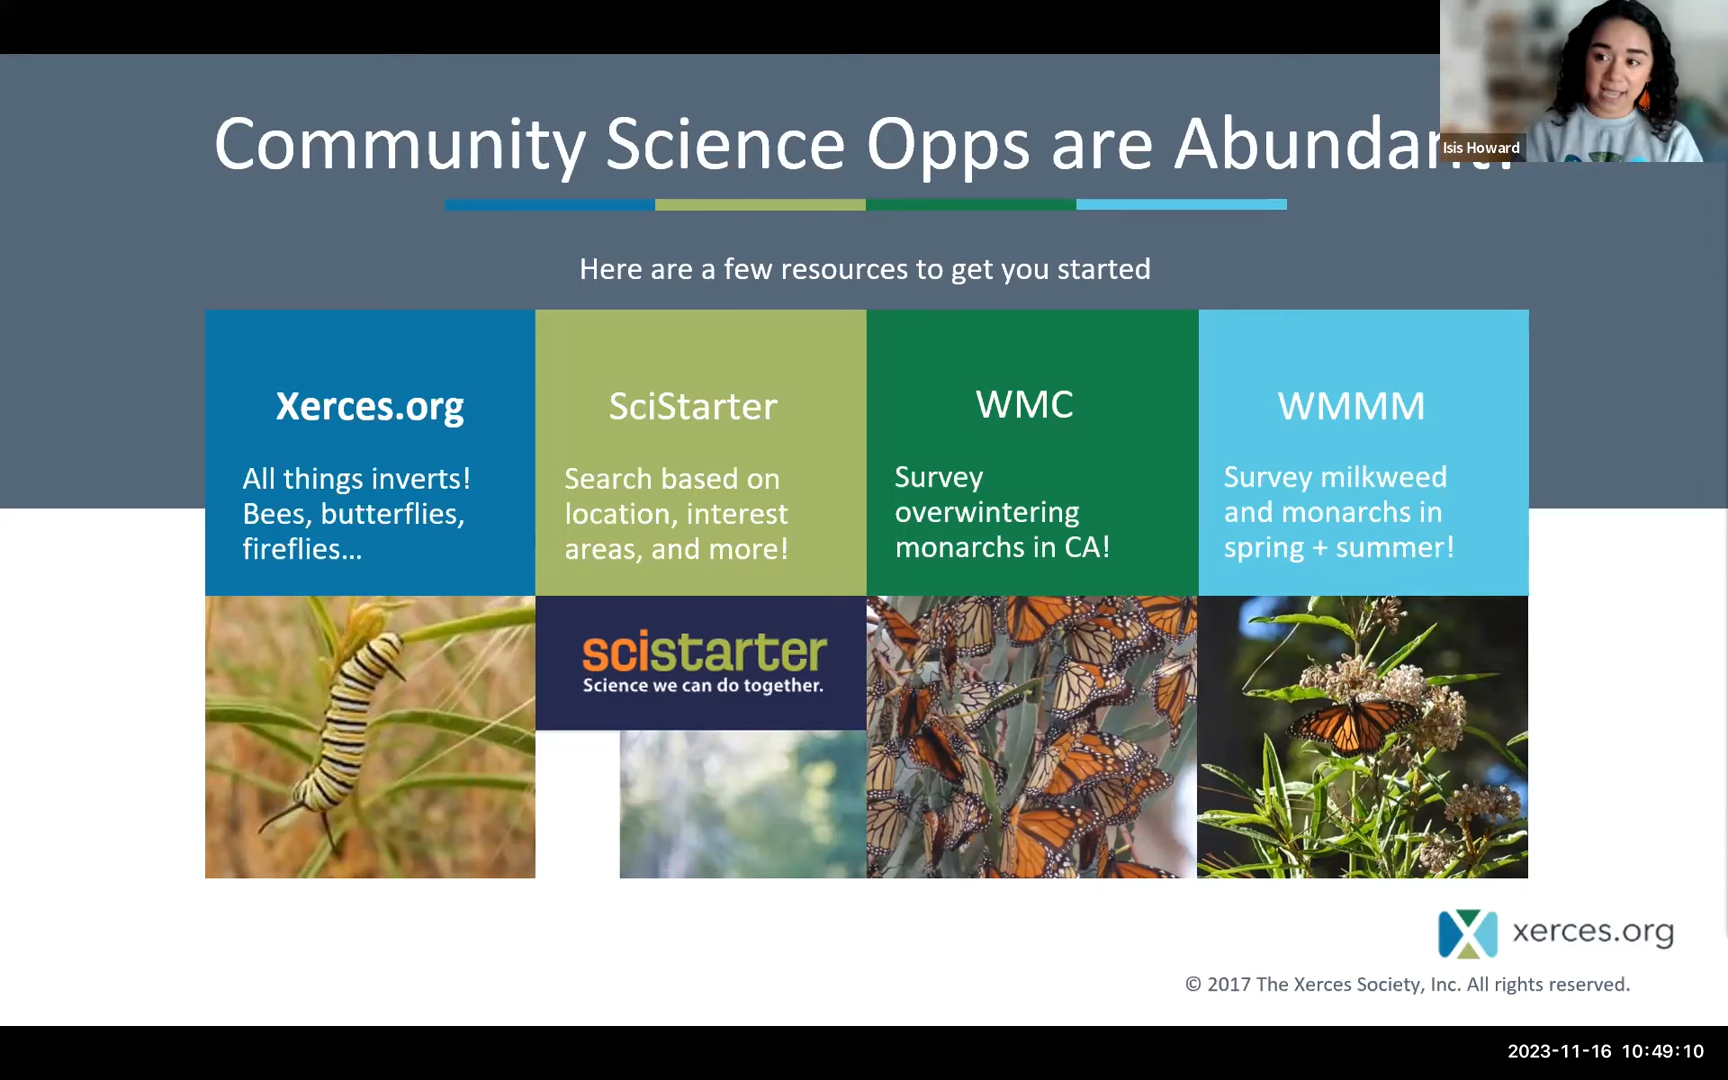 Community Science Opps are Abundant!
Isis Howard
Here are a few resources to get you started
Xerces.org
All things inverts!
Bees, butterflies,
fireflies...
SciStarter
Search based on
location, interest
areas, and more!
WMC
Survey
overwintering
monarchs in CA!
WMMM
Survey milkweed
and monarchs in
spring + summer!
scistarter
Science we can do together.
xerces.org
© 2017 The Xerces Society, Inc. All rights reserved.
2023-11-16 10:49:10